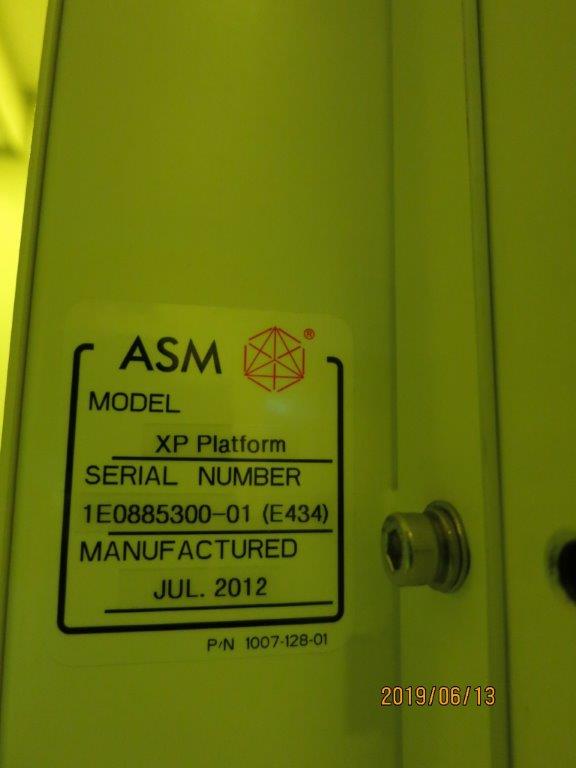 ASM ®
MODEL
XP Platform
SERIAL NUMBER
1E0885300-01 (E434)
MANUFACTURED
JUL. 2012
P/N 1007-128-01
2019/06/13